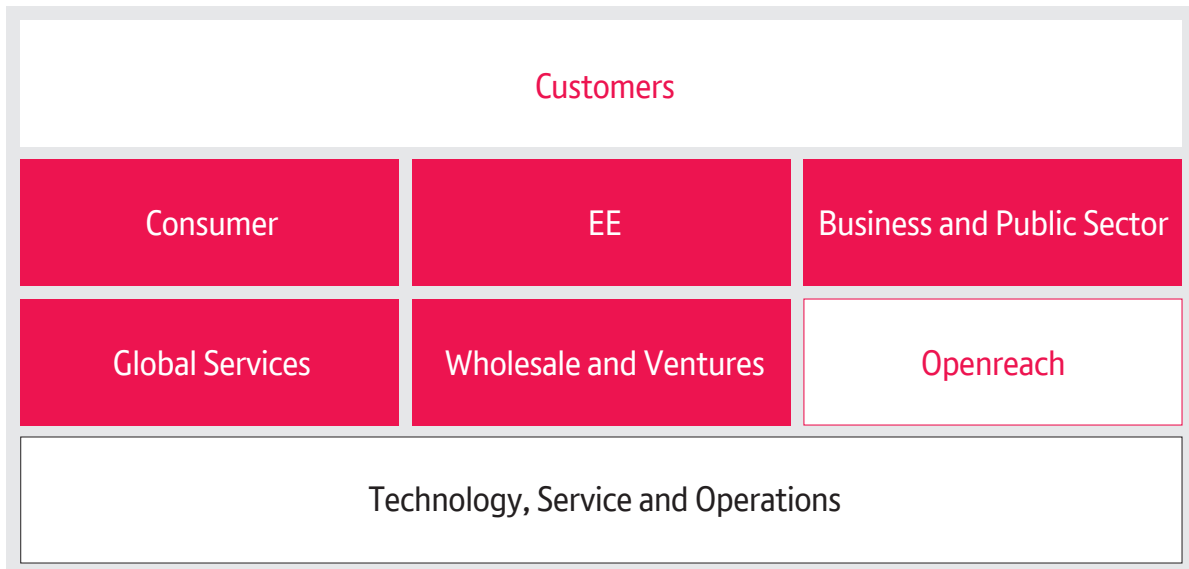 Customers
Consumer
EE
Business and Public Sector
Global Services
Wholesale and Ventures
Openreach
Technology, Service and Operations